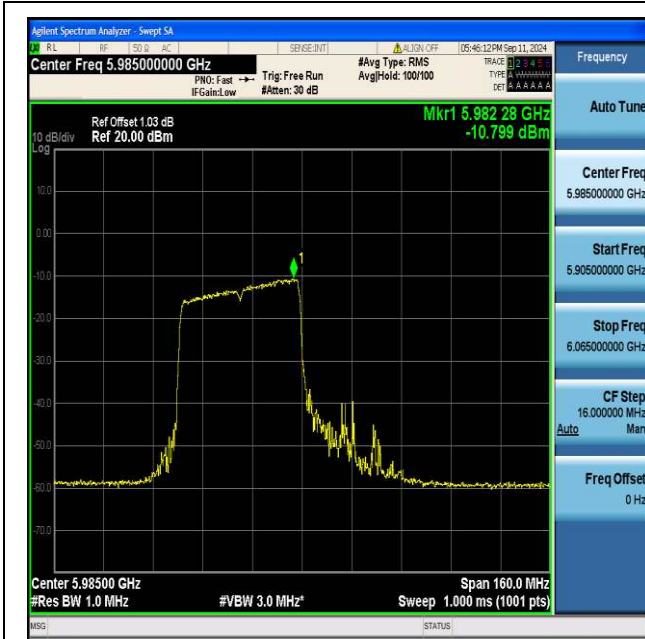 Agilent Spectrum Analyzer - Swept SA
RL RF 50 Ω AC SENSE:INT ALIGN OFF 05:46:12 PM Sep 11, 2024
Frequency
Center Freq 5.985000000 GHz
PNO: Fast
IFGain:Low
Trig: Free Run
#Atten: 30 dB
#Avg Type: RMS
Avg|Hold: 100/100
TRACE 1 2 3 4 5 6
TYPE A WWWWW
DET A A A A A A
Auto Tune
Mkr1 5.982 28 GHz
-10.799 dBm
Ref Offset 1.03 dB
10 dB/div Ref 20.00 dBm
Log
10.0
0.00
-10.0
-20.0
-30.0
-40.0
-50.0
-60.0
-70.0
1
Center Freq
5.985000000 GHz
Start Freq
5.905000000 GHz
Stop Freq
6.065000000 GHz
CF Step
16.000000 MHz
Auto Man
Freq Offset
0 Hz
Center 5.98500 GHz Span 160.0 MHz
#Res BW 1.0 MHz #VBW 3.0 MHz* Sweep 1.000 ms (1001 pts)
MSG STATUS